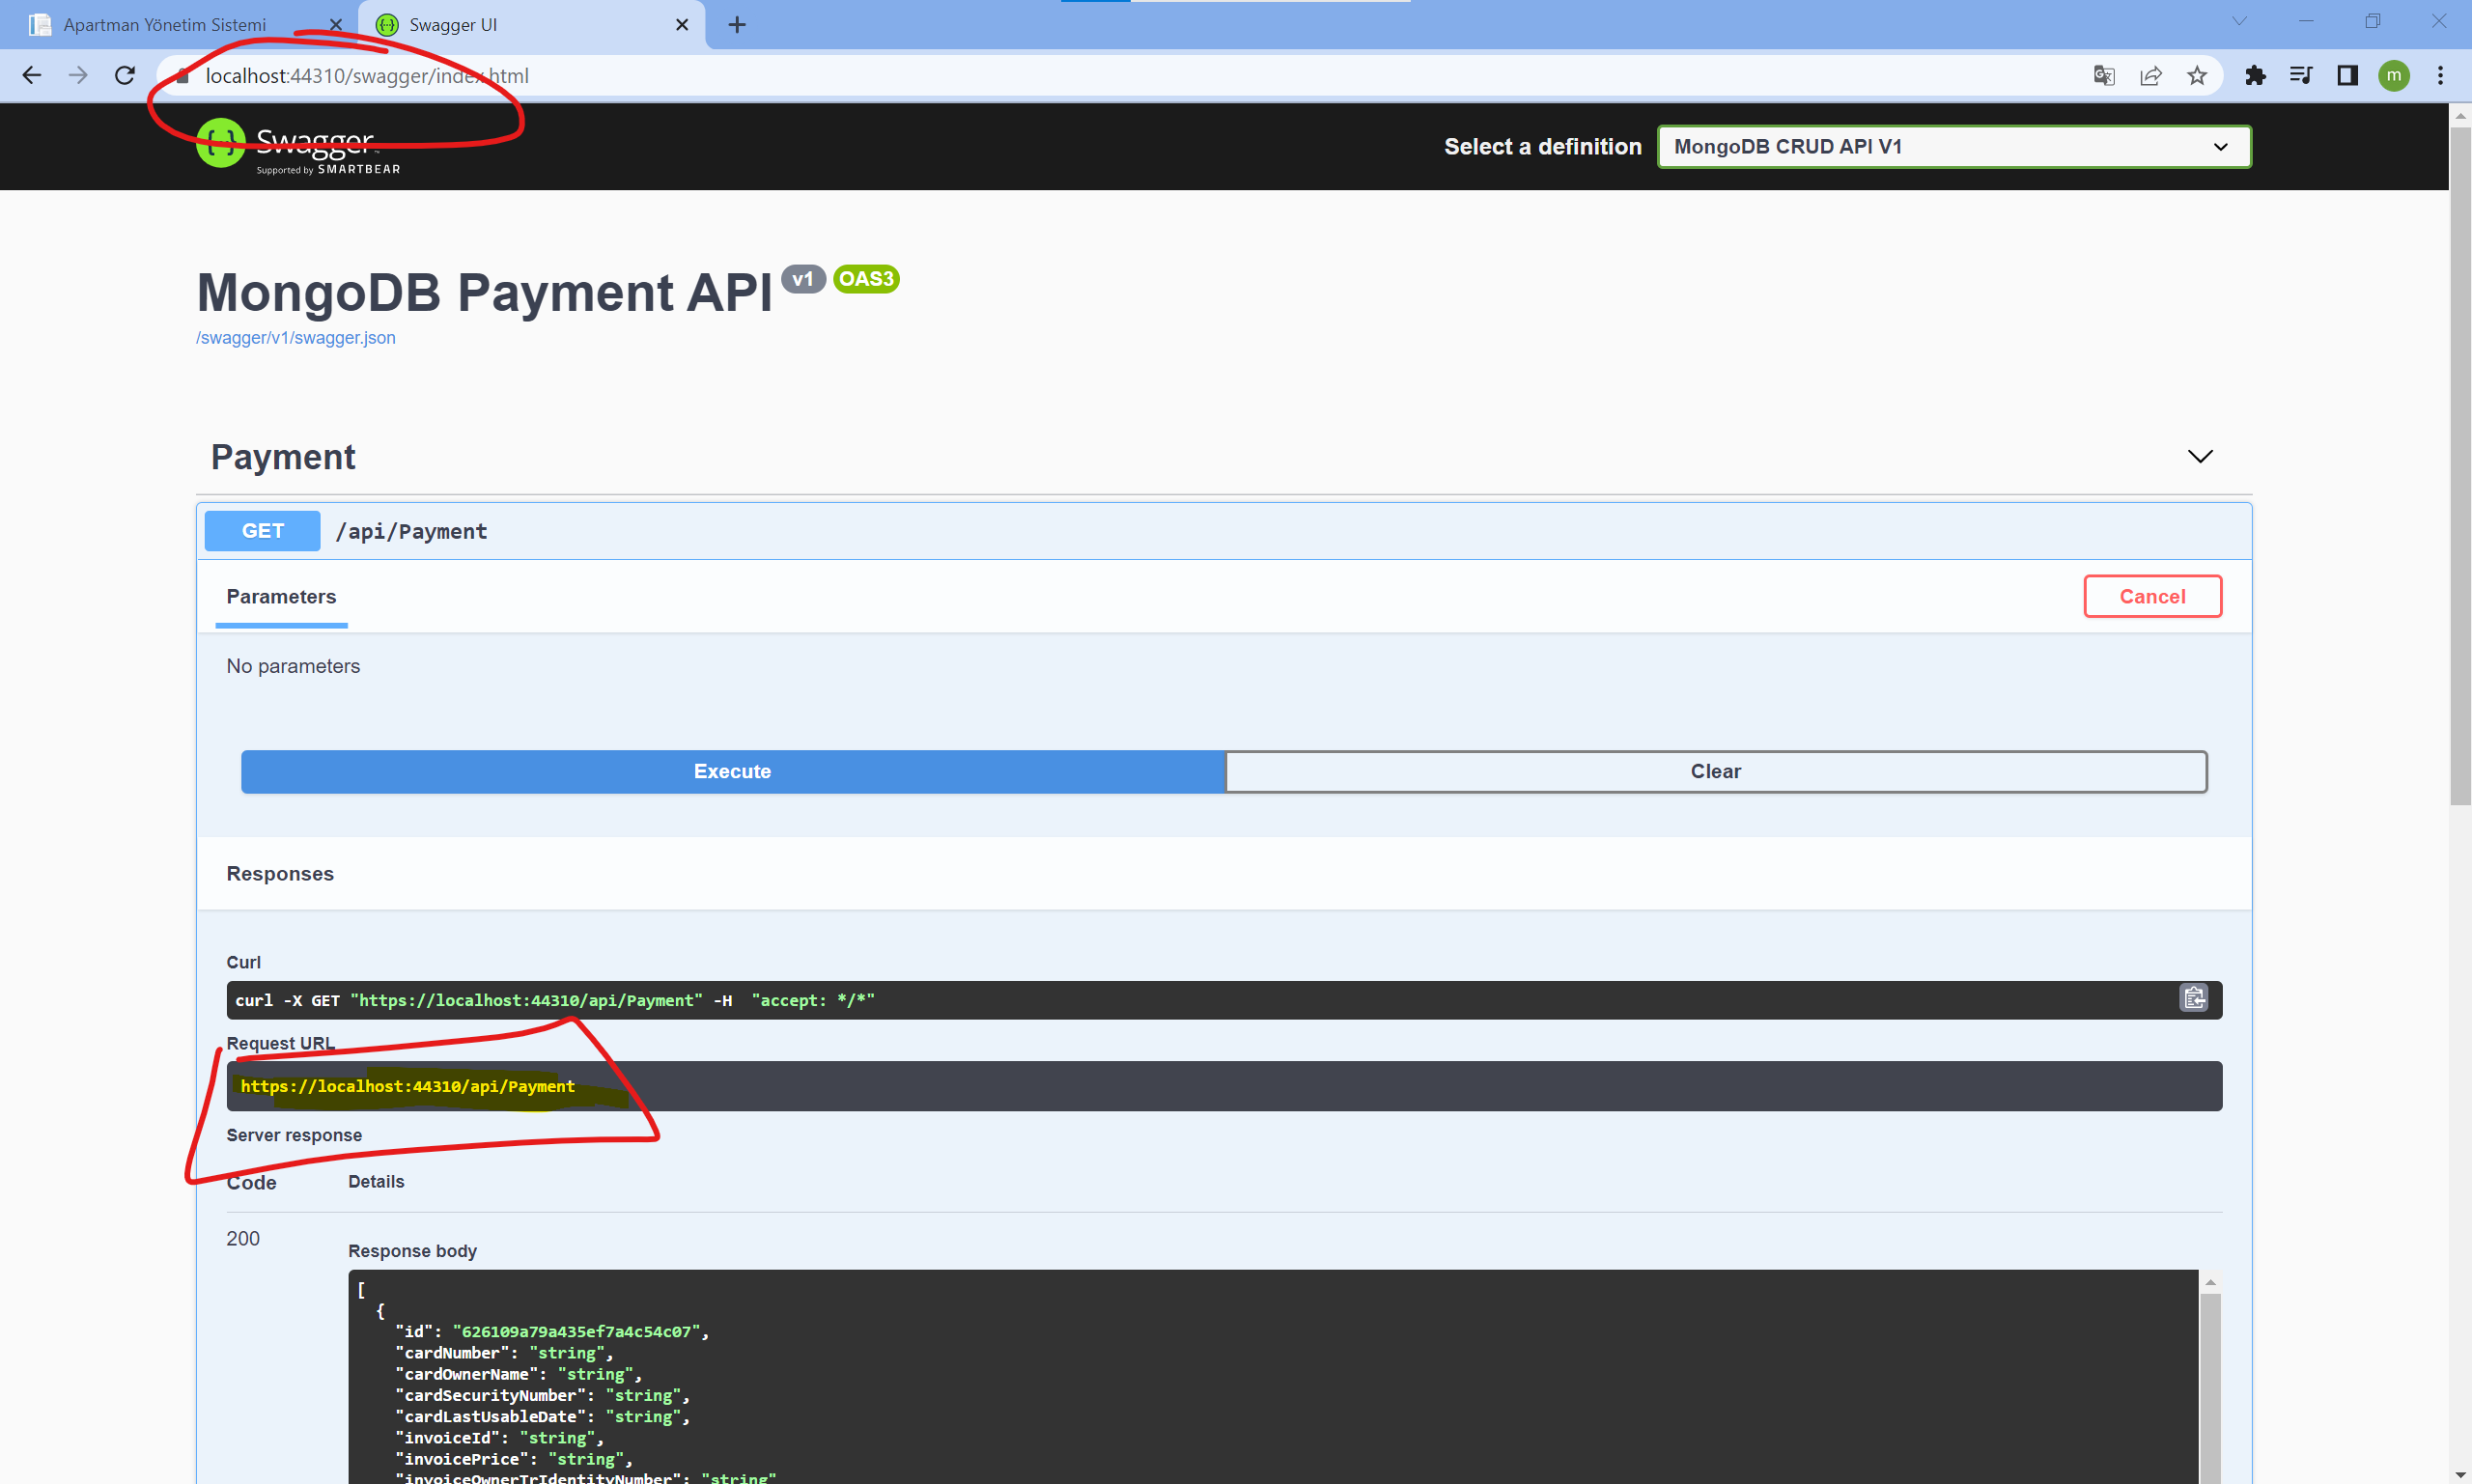 Apartman Yönetim Sistemi
Swagger UI
localhost:44310/swagger/index.html
m
Swagger
Supported by SMARTBEAR
Select a definition
MongoDB CRUD API V1
MongoDB Payment API v1 OAS3
/swagger/v1/swagger.json
Payment
GET /api/Payment
Parameters
Cancel
No parameters
Execute
Clear
Responses
Curl
curl -X GET "https://localhost:44310/api/Payment" -H  "accept: */*"
Request URL
https://localhost:44310/api/Payment
Server response
Code Details
200
Response body
[
  {
    "id": "626109a79a435ef7a4c54c07",
    "cardNumber": "string",
    "cardOwnerName": "string",
    "cardSecurityNumber": "string",
    "cardLastUsableDate": "string",
    "invoiceId": "string",
    "invoicePrice": "string",
    "invoiceOwnerTrIdentityNumber": "string"